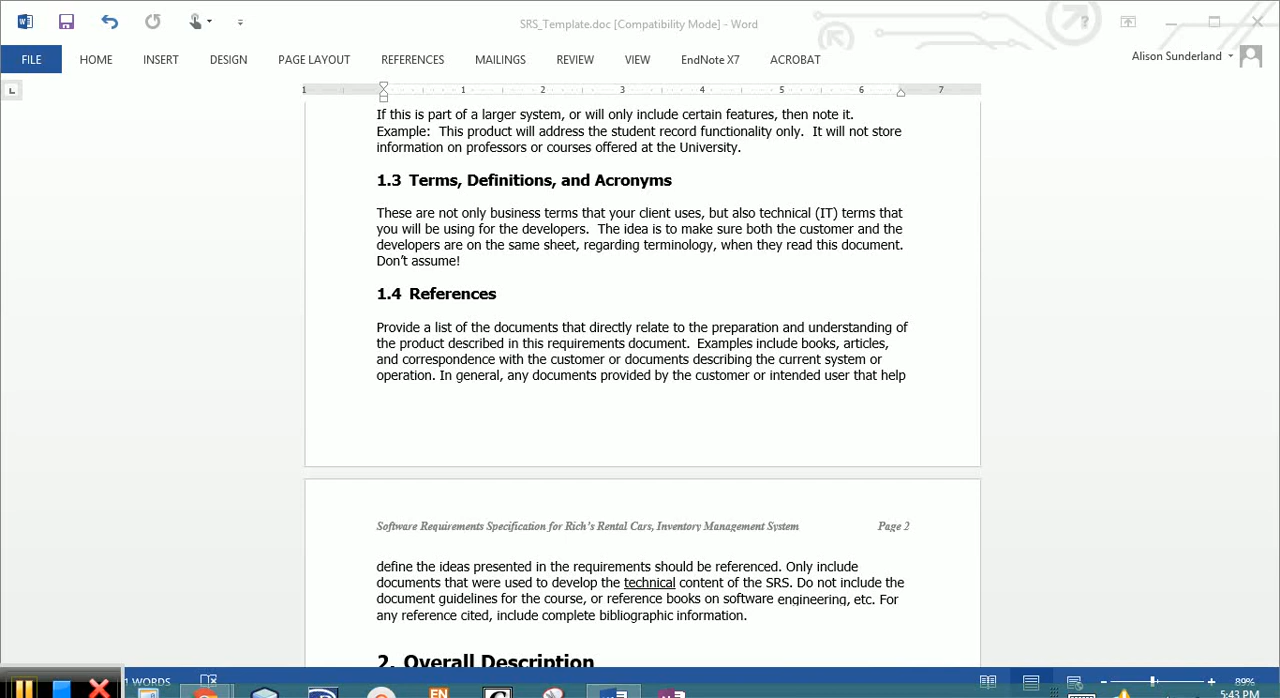 SRS_Template.doc [Compatibility Mode] - Word
FILE HOME INSERT DESIGN PAGE LAYOUT REFERENCES MAILINGS REVIEW VIEW EndNote X7 ACROBAT
Alison Sunderland
1 1 2 3 4 5 6 7
If this is part of a larger system, or will only include certain features, then note it.
Example:  This product will address the student record functionality only.  It will not store
information on professors or courses offered at the University.
1.3 Terms, Definitions, and Acronyms
These are not only business terms that your client uses, but also technical (IT) terms that
you will be using for the developers.  The idea is to make sure both the customer and the
developers are on the same sheet, regarding terminology, when they read this document.
Don't assume!
1.4 References
Provide a list of the documents that directly relate to the preparation and understanding of
the product described in this requirements document.  Examples include books, articles,
and correspondence with the customer or documents describing the current system or
operation. In general, any documents provided by the customer or intended user that help
Software Requirements Specification for Rich's Rental Cars, Inventory Management System Page 2
define the ideas presented in the requirements should be referenced. Only include
documents that were used to develop the technical content of the SRS. Do not include the
document guidelines for the course, or reference books on software engineering, etc. For
any reference cited, include complete bibliographic information.
2. Overall Description
WORDS
89%
EN
5:43 PM